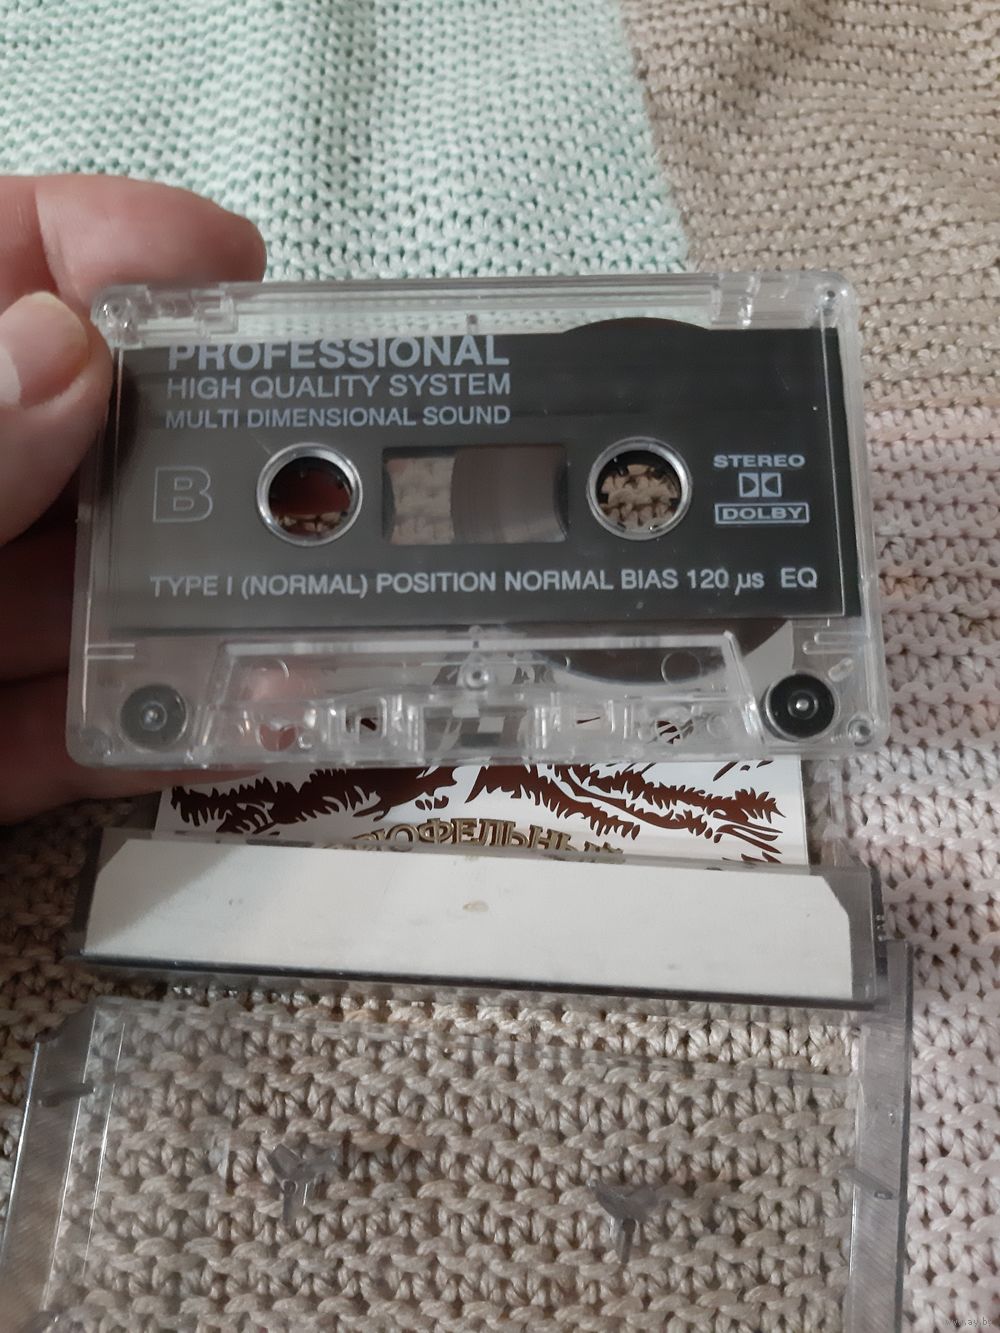 PROFESSIONAL
HIGH QUALITY SYSTEM
MULTI DIMENSIONAL SOUND
B
STEREO
DOLBY
TYPE I (NORMAL) POSITION NORMAL BIAS 120 µs EQ